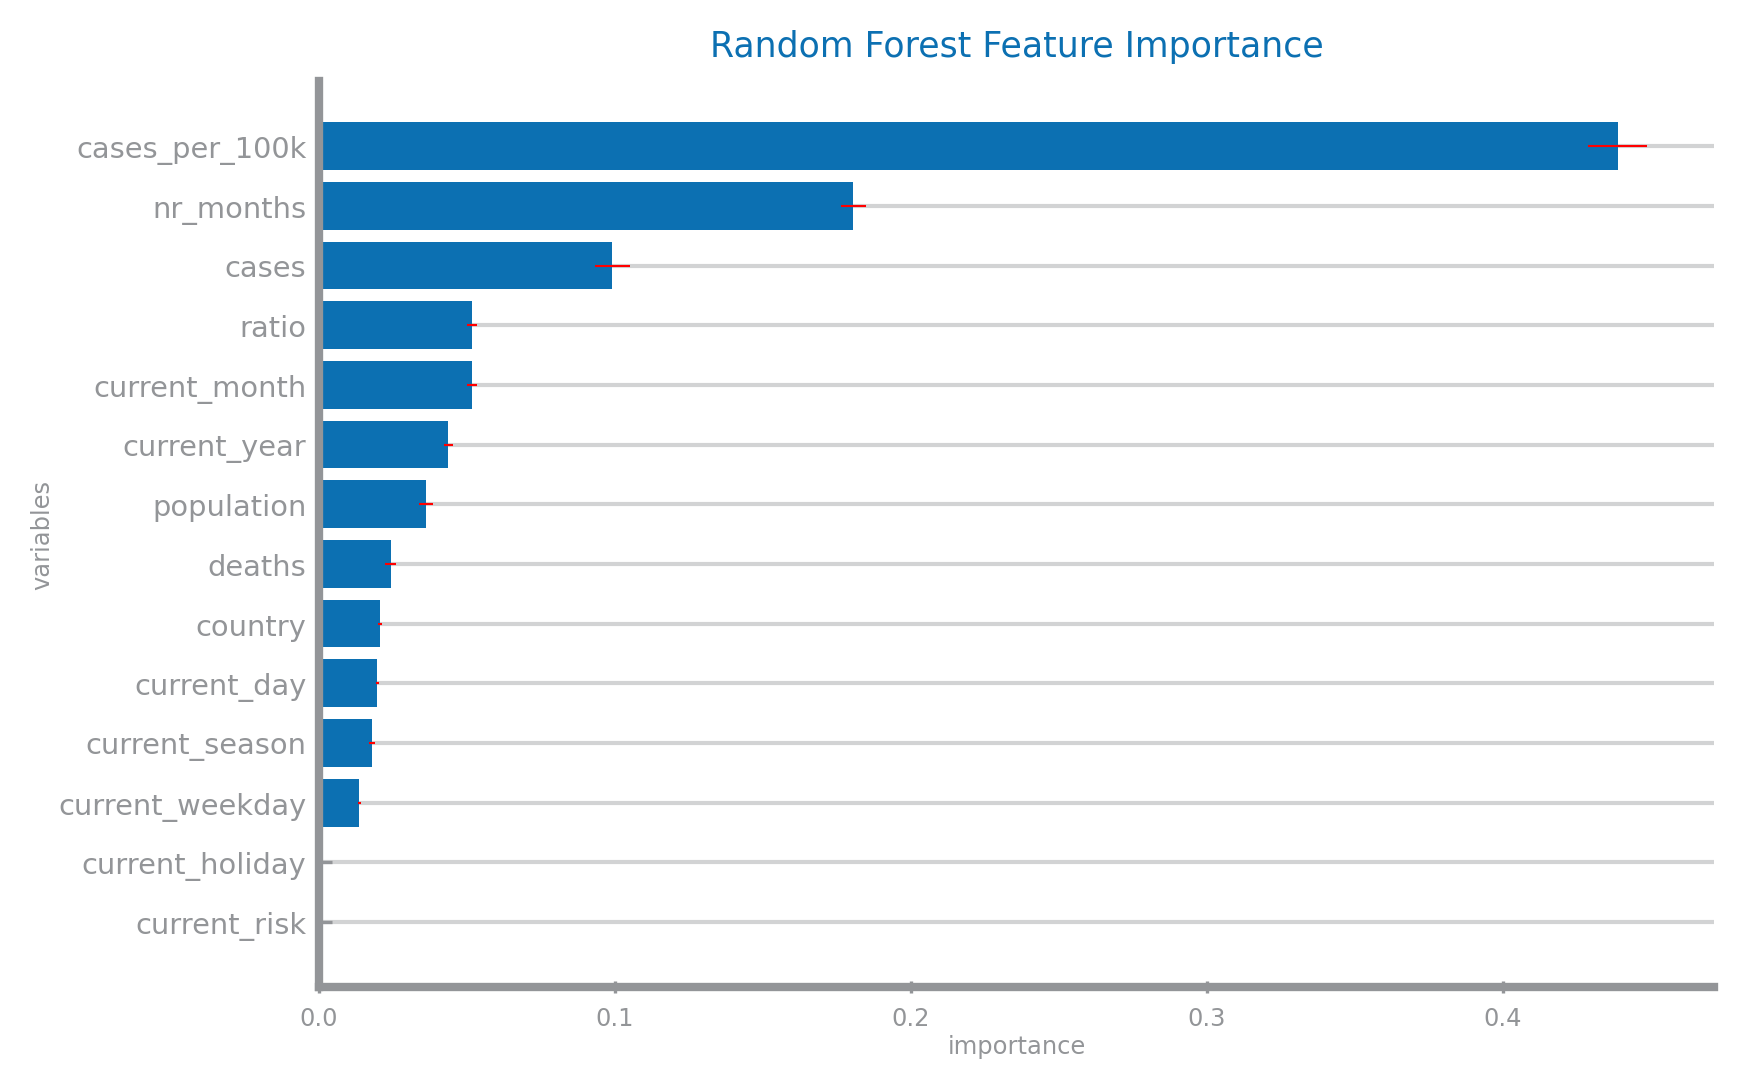 Random Forest Feature Importance
cases_per_100k
nr_months
cases
ratio
current_month
current_year
population
deaths
country
current_day
current_season
current_weekday
current_holiday
current_risk
variables
0.0 0.1 0.2 0.3 0.4
importance